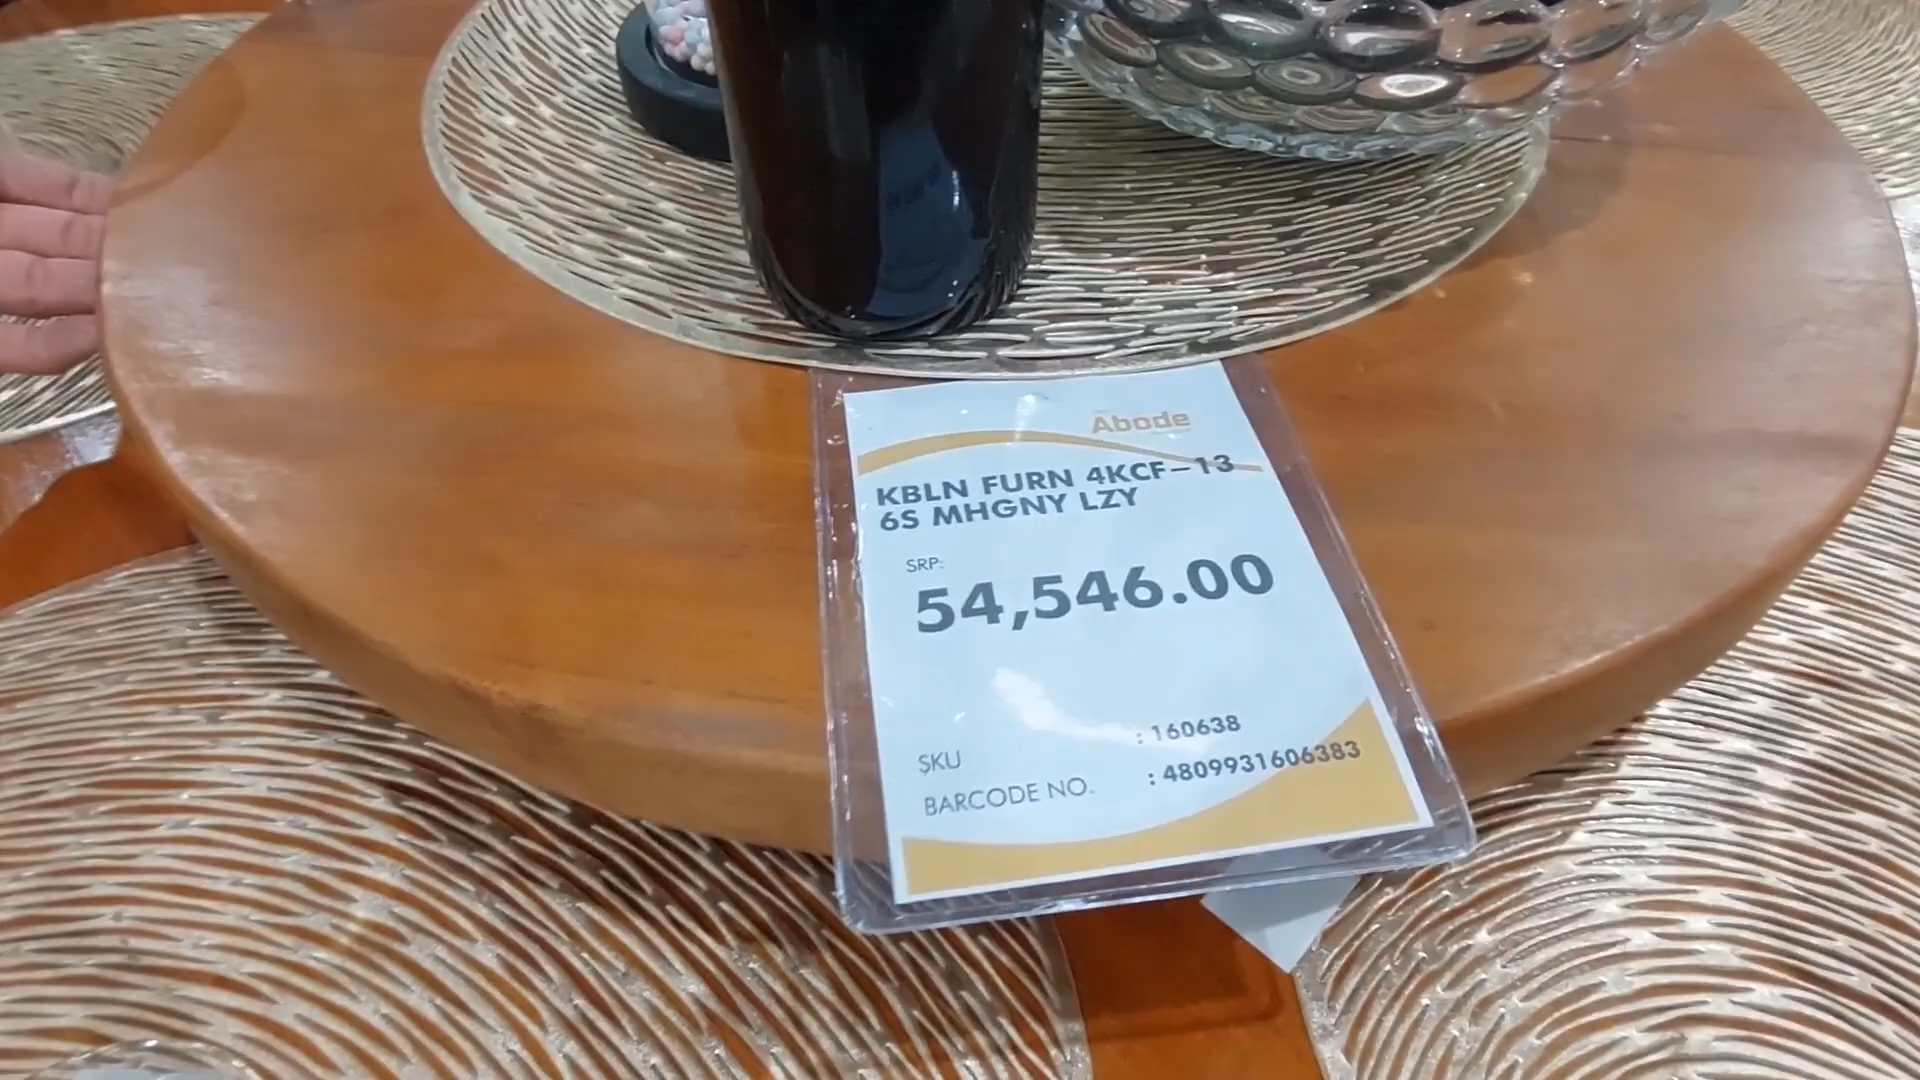 Abode
KBLN FURN 4KCF-13
6S MHGNY LZY
SRP:
54,546.00
SKU : 160638
BARCODE NO. : 4809931606383